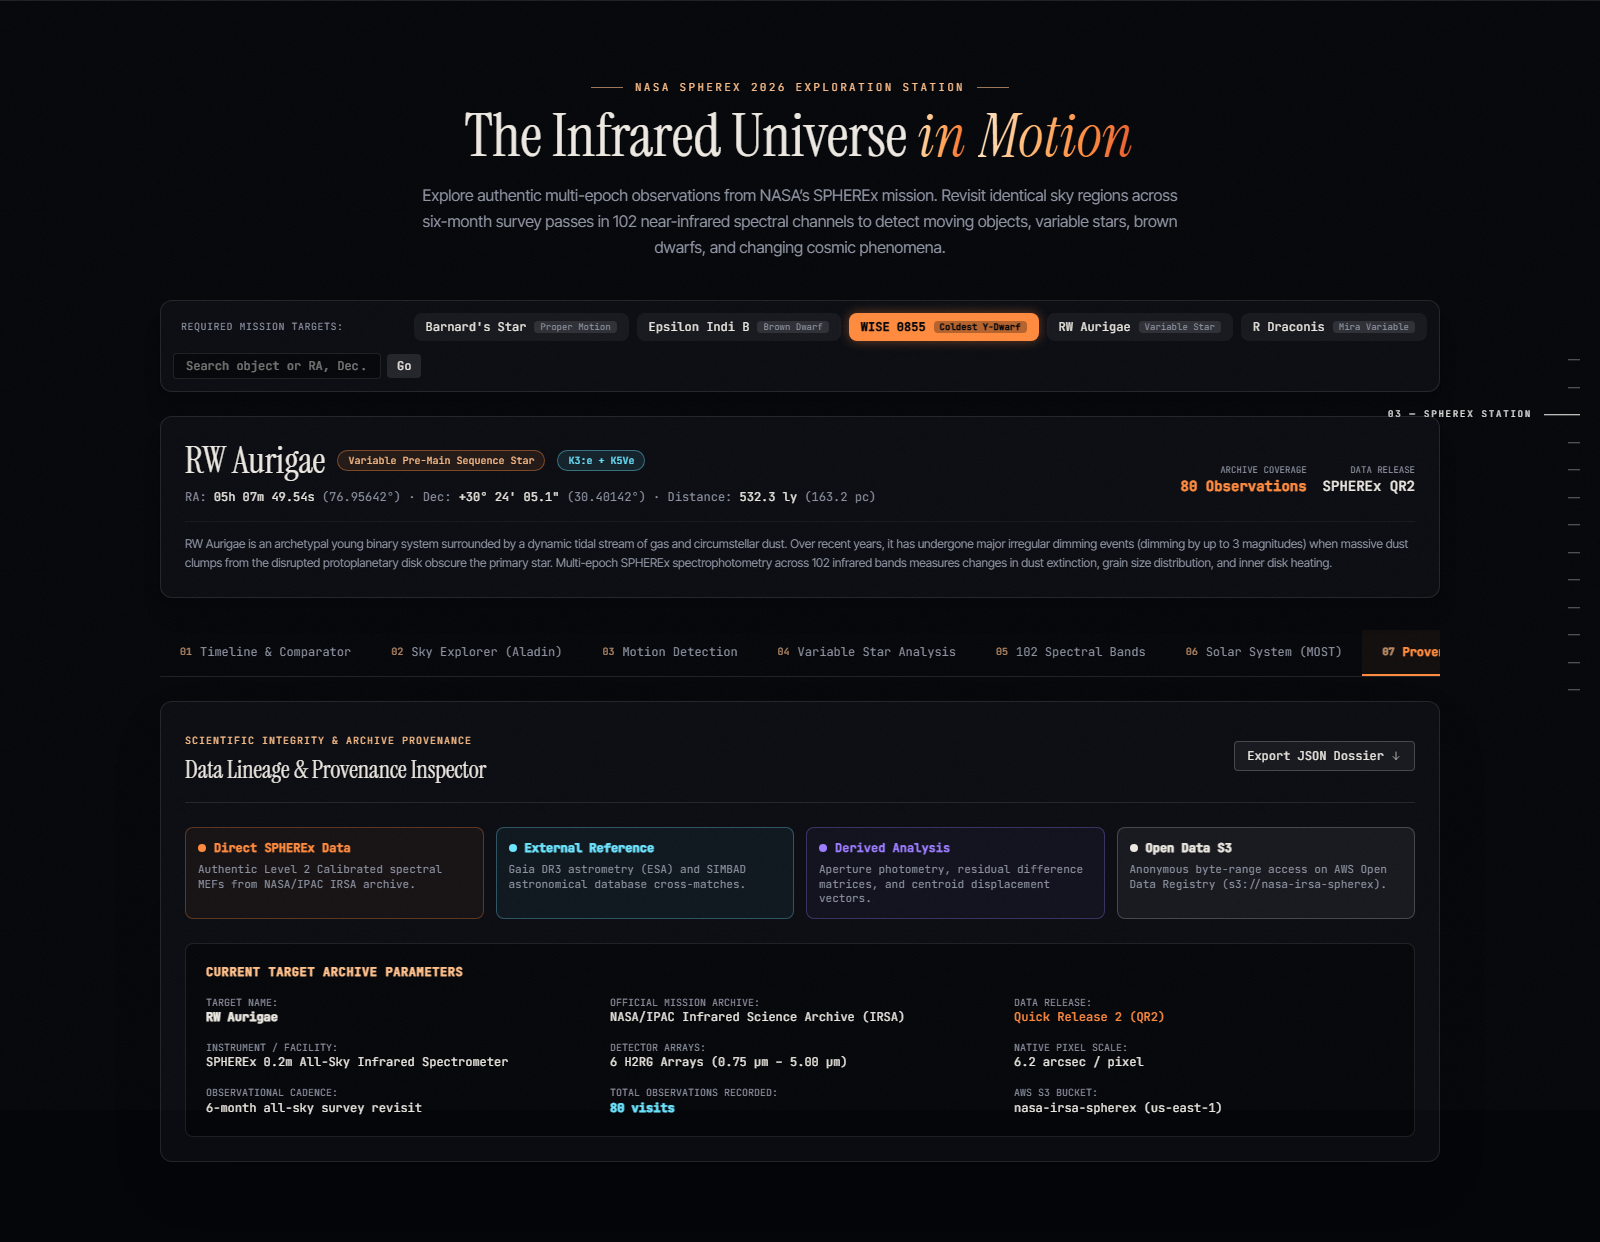 NASA SPHEREX 2026 EXPLORATION STATION
The Infrared Universe in Motion
Explore authentic multi-epoch observations from NASA's SPHEREx mission. Revisit identical sky regions across
six-month survey passes in 102 near-infrared spectral channels to detect moving objects, variable stars, brown
dwarfs, and changing cosmic phenomena.
REQUIRED MISSION TARGETS: Barnard's Star Proper Motion Epsilon Indi B Brown Dwarf WISE 0855 Coldest Y-Dwarf RW Aurigae Variable Star R Draconis Mira Variable
Search object or RA, Dec. Go
03 — SPHEREX STATION
RW Aurigae Variable Pre-Main Sequence Star K3:e + K5Ve
ARCHIVE COVERAGE DATA RELEASE
80 Observations SPHEREx QR2
RA: 05h 07m 49.54s (76.95642°) · Dec: +30° 24' 05.1" (30.40142°) · Distance: 532.3 ly (163.2 pc)
RW Aurigae is an archetypal young binary system surrounded by a dynamic tidal stream of gas and circumstellar dust. Over recent years, it has undergone major irregular dimming events (dimming by up to 3 magnitudes) when massive dust
clumps from the disrupted protoplanetary disk obscure the primary star. Multi-epoch SPHEREx spectrophotometry across 102 infrared bands measures changes in dust extinction, grain size distribution, and inner disk heating.
01 Timeline & Comparator 02 Sky Explorer (Aladin) 03 Motion Detection 04 Variable Star Analysis 05 102 Spectral Bands 06 Solar System (MOST) 07 Prove
SCIENTIFIC INTEGRITY & ARCHIVE PROVENANCE
Data Lineage & Provenance Inspector
Export JSON Dossier ↓
Direct SPHEREx Data
Authentic Level 2 Calibrated spectral
MEFs from NASA/IPAC IRSA archive.
External Reference
Gaia DR3 astrometry (ESA) and SIMBAD
astronomical database cross-matches.
Derived Analysis
Aperture photometry, residual difference
matrices, and centroid displacement
vectors.
Open Data S3
Anonymous byte-range access on AWS Open
Data Registry (s3://nasa-irsa-spherex).
CURRENT TARGET ARCHIVE PARAMETERS
TARGET NAME: OFFICIAL MISSION ARCHIVE: DATA RELEASE:
RW Aurigae NASA/IPAC Infrared Science Archive (IRSA) Quick Release 2 (QR2)
INSTRUMENT / FACILITY: DETECTOR ARRAYS: NATIVE PIXEL SCALE:
SPHEREx 0.2m All-Sky Infrared Spectrometer 6 H2RG Arrays (0.75 µm – 5.00 µm) 6.2 arcsec / pixel
OBSERVATIONAL CADENCE: TOTAL OBSERVATIONS RECORDED: AWS S3 BUCKET:
6-month all-sky survey revisit 80 visits nasa-irsa-spherex (us-east-1)